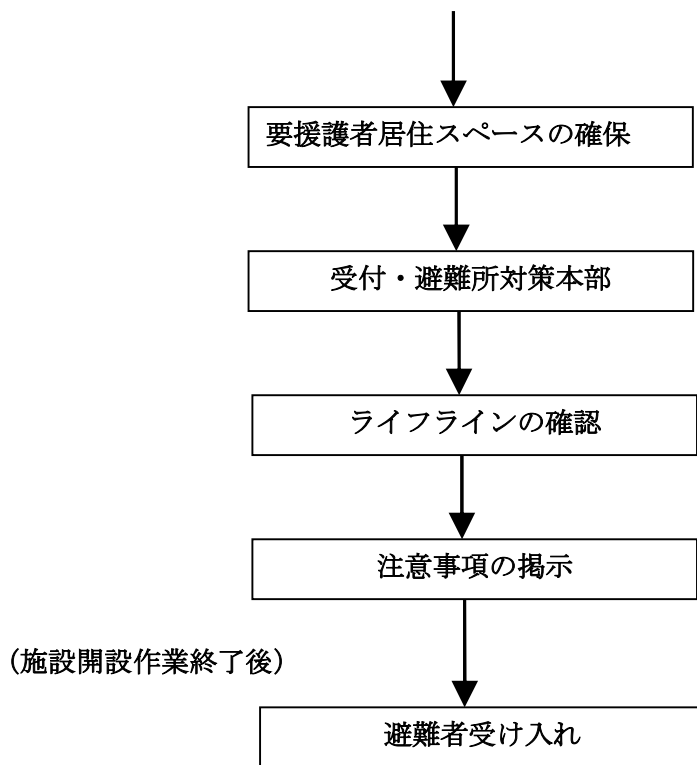 要援護者居住スペースの確保
受付・避難所対策本部
ライフラインの確認
注意事項の掲示
（施設開設作業終了後）
避難者受け入れ